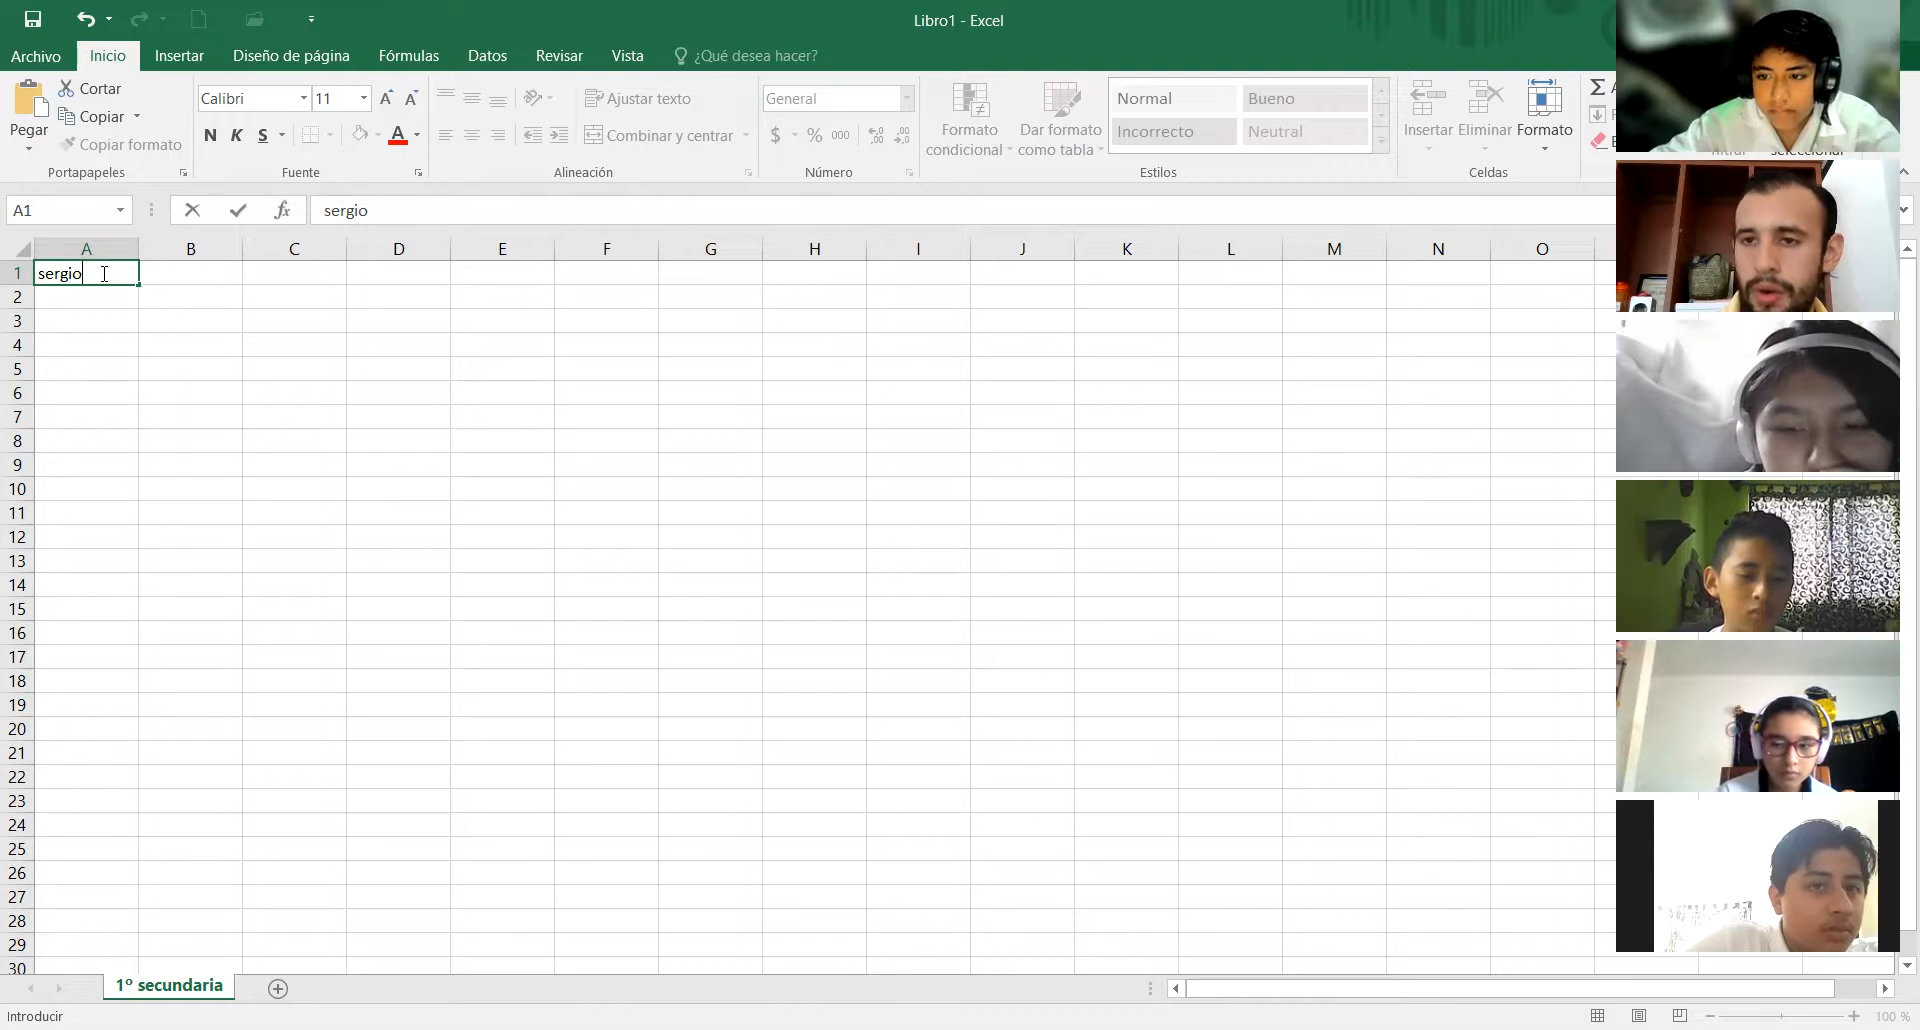 Libro1 - Excel
Archivo Inicio Insertar Diseño de página Fórmulas Datos Revisar Vista ¿Qué desea hacer?
Pegar Cortar
Copiar
Copiar formato
Portapapeles
Calibri 11
N K S A
Fuente
Ajustar texto
Combinar y centrar
Alineación
General
$ % 000
Número
Formato condicional
Dar formato como tabla
Normal Bueno
Incorrecto Neutral
Estilos
Insertar Eliminar Formato
Celdas
A1 fx sergio
A B C D E F G H I J K L M N O
1 sergio
2
3
4
5
6
7
8
9
10
11
12
13
14
15
16
17
18
19
20
21
22
23
24
25
26
27
28
29
30
1º secundaria
Introducir 100 %